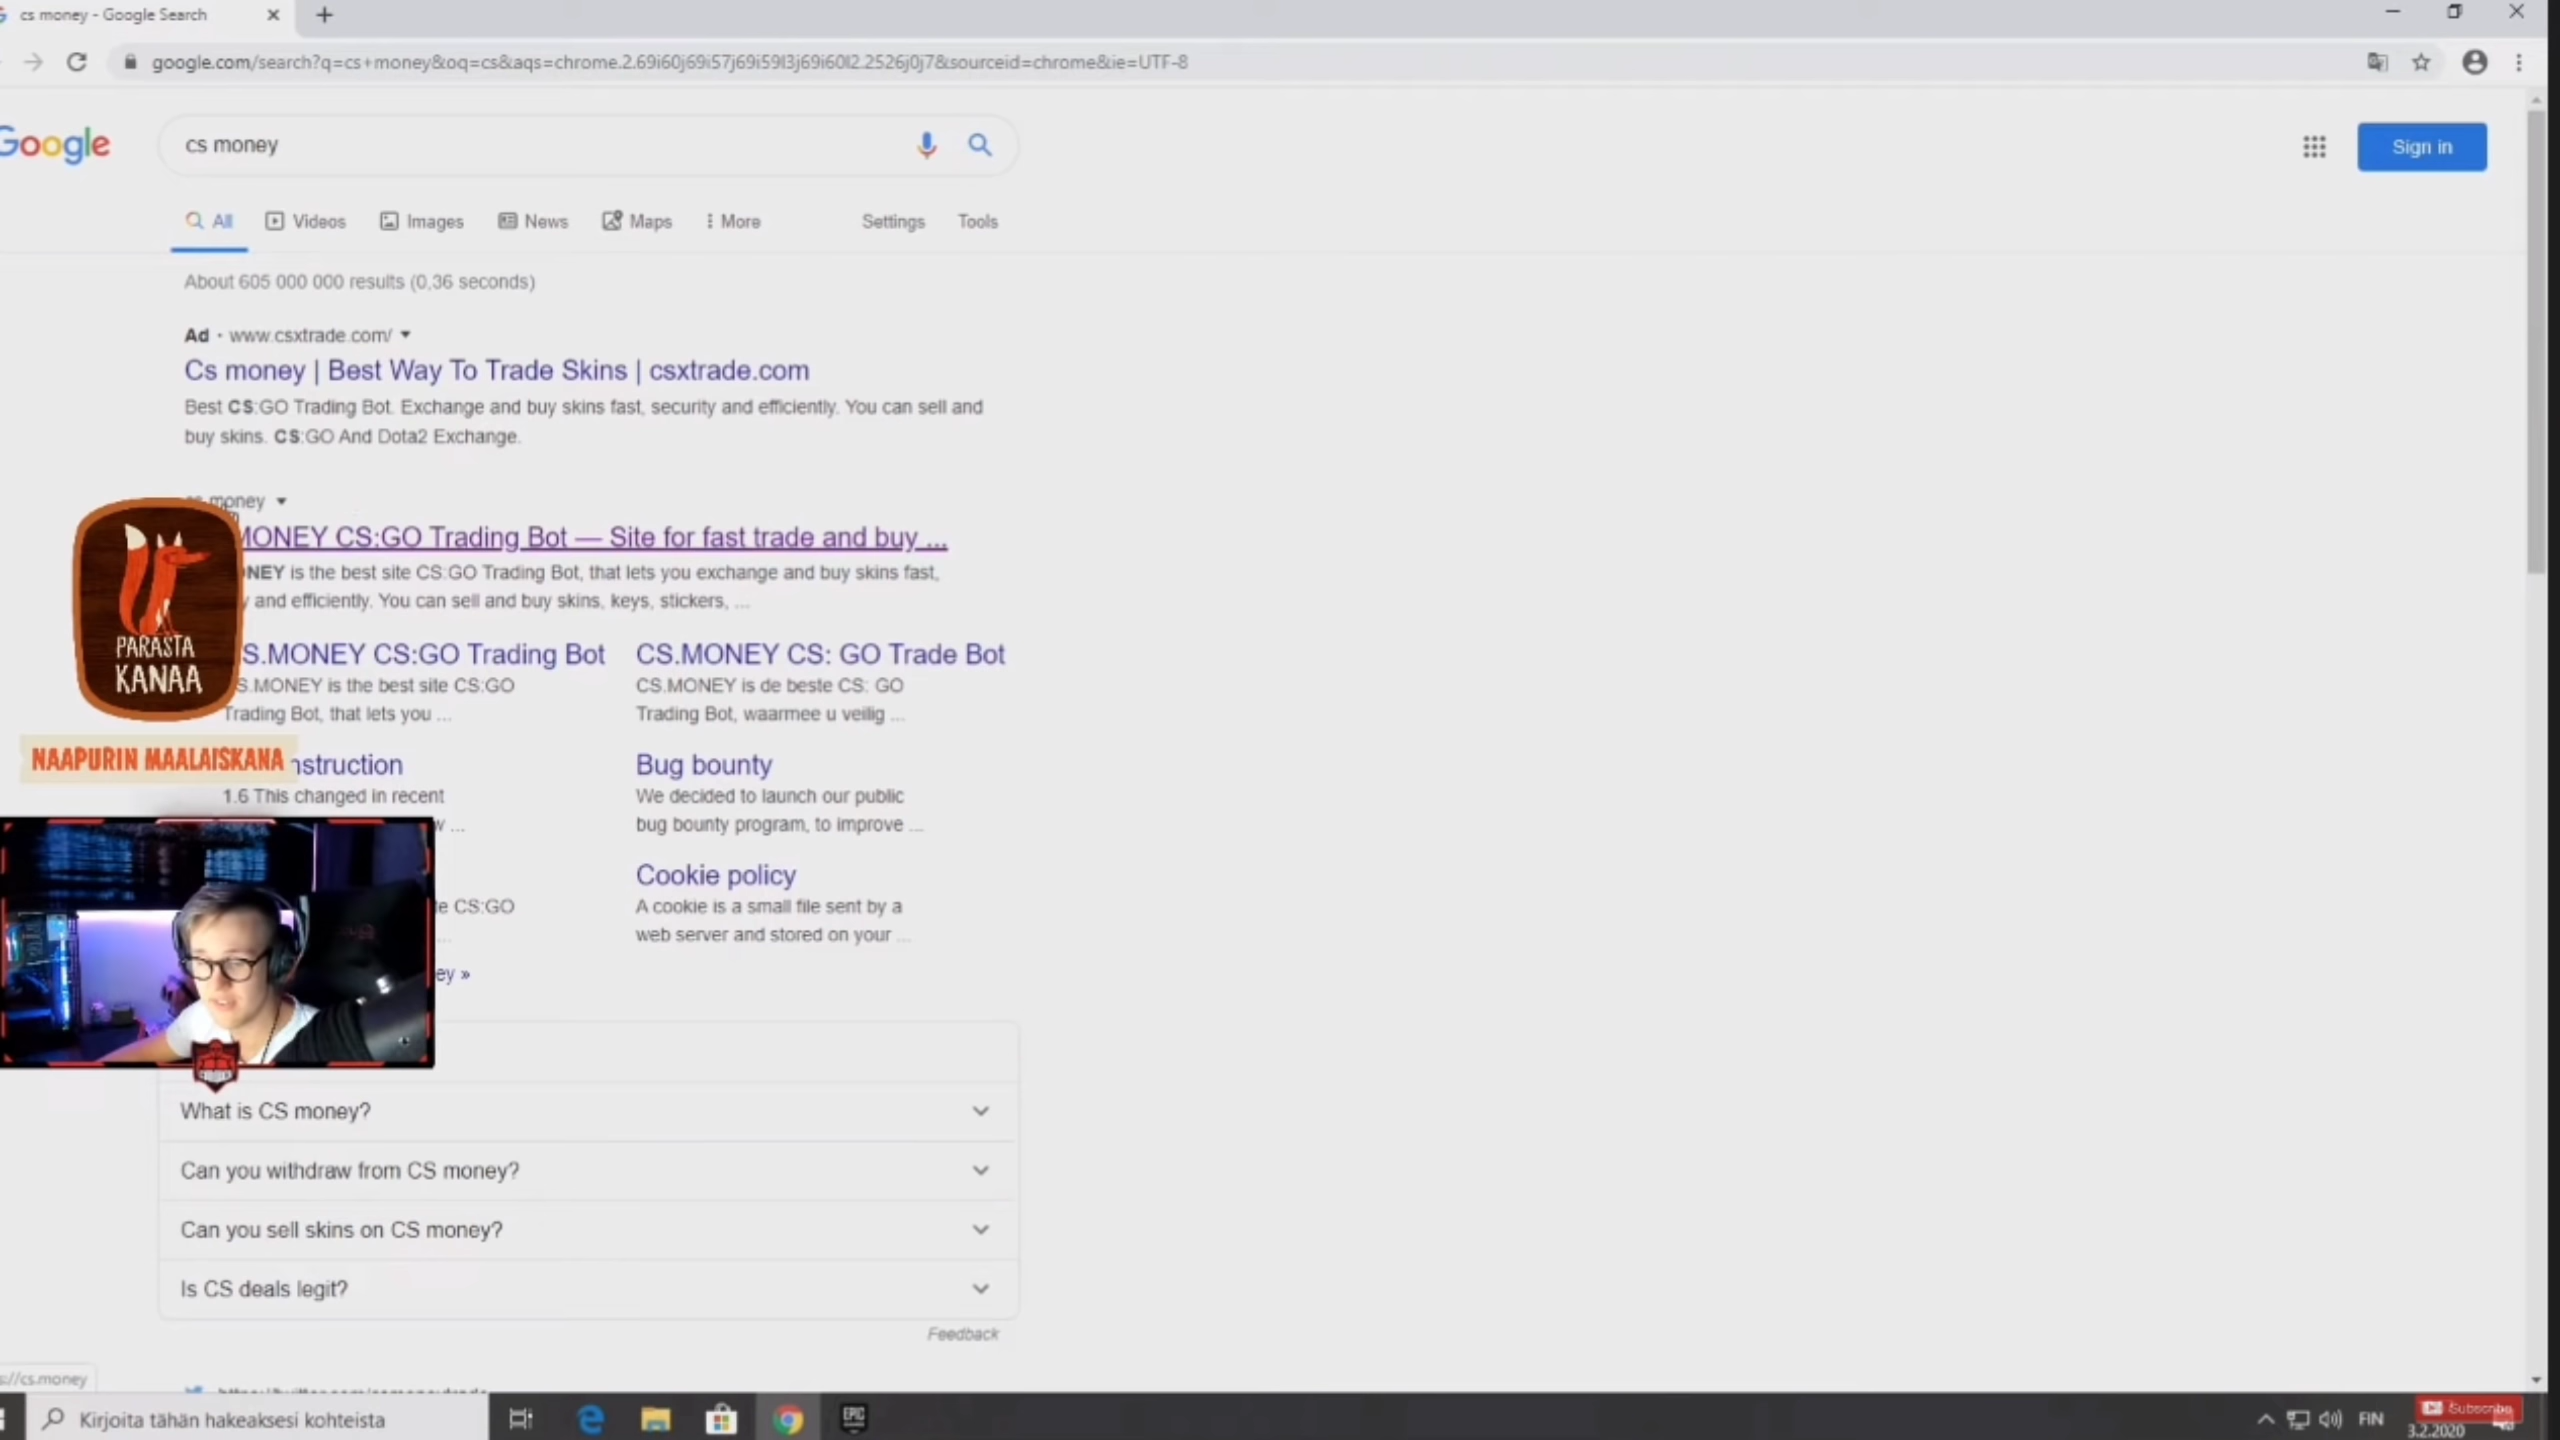 cs money - Google Search
google.com/search?q=cs+money&oq=cs&aqs=chrome.2.69i60j69i57j69i59l3j69i60l2.2526j0j7&sourceid=chrome&ie=UTF-8
Google
cs money
Sign in
All Videos Images News Maps More Settings Tools
About 605 000 000 results (0,36 seconds)
Ad · www.csxtrade.com/
Cs money | Best Way To Trade Skins | csxtrade.com
Best CS:GO Trading Bot. Exchange and buy skins fast, security and efficiently. You can sell and
buy skins. CS:GO And Dota2 Exchange.
money
MONEY CS:GO Trading Bot — Site for fast trade and buy ...
NEY is the best site CS:GO Trading Bot, that lets you exchange and buy skins fast,
y and efficiently. You can sell and buy skins, keys, stickers, ...
PARASTA
KANAA
NAAPURIN MAALAISKANA
S.MONEY CS:GO Trading Bot
S.MONEY is the best site CS:GO
Trading Bot, that lets you ...
CS.MONEY CS: GO Trade Bot
CS.MONEY is de beste CS: GO
Trading Bot, waarmee u veilig ...
nstruction
1.6 This changed in recent
w ...
Bug bounty
We decided to launch our public
bug bounty program, to improve ...
e CS:GO
...
Cookie policy
A cookie is a small file sent by a
web server and stored on your ...
ey »
What is CS money?
Can you withdraw from CS money?
Can you sell skins on CS money?
Is CS deals legit?
Feedback
s://cs.money
Kirjoita tähän hakeaksesi kohteista
EPIC
FIN
Subscribe
3.2.2020